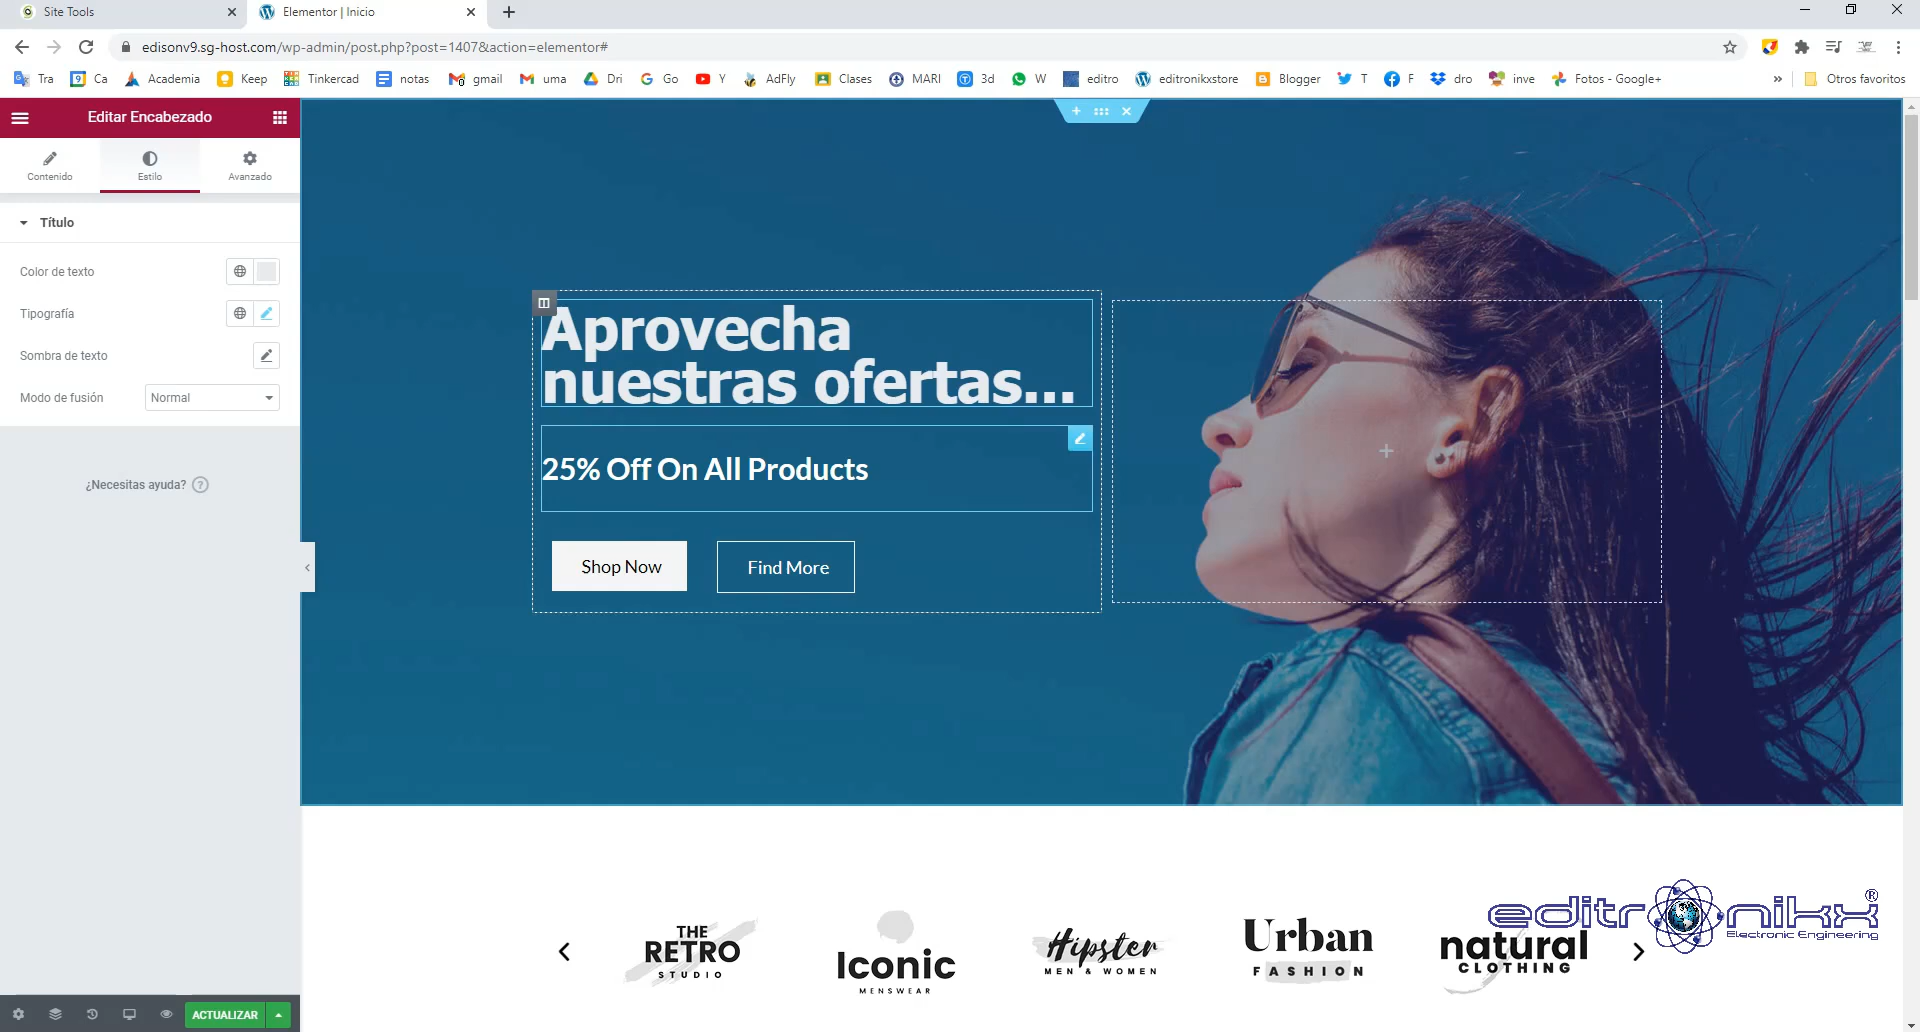 Site Tools
Elementor | Inicio
edisonv9.sg-host.com/wp-admin/post.php?post=1407&action=elementor#
Tra
Ca
Academia
Keep
Tinkercad
notas
gmail
uma
Dri
Go
Y
AdFly
Clases
MARI
3d
W
editro
editronikxstore
Blogger
T
F
dro
inve
Fotos - Google+
»
Otros favoritos
Editar Encabezado
Contenido
Estilo
Avanzado
Título
Color de texto
Tipografía
Sombra de texto
Modo de fusión
Normal
¿Necesitas ayuda?
ACTUALIZAR
Aprovecha
nuestras ofertas...
25% Off On All Products
Shop Now
Find More
THE
RETRO
STUDIO
Iconic
MENSWEAR
Hipster
MEN & WOMEN
Urban
FASHION
natural
CLOTHING
editronikx®
Electronic Engineering